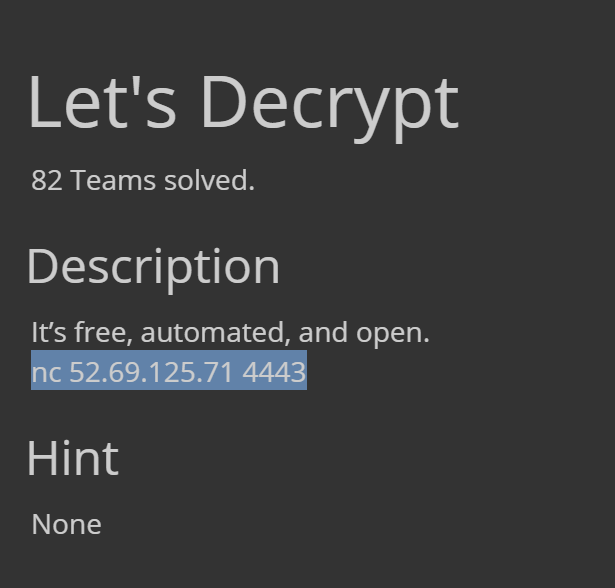 Let's Decrypt
82 Teams solved.
Description
It’s free, automated, and open.
nc 52.69.125.71 4443
Hint
None